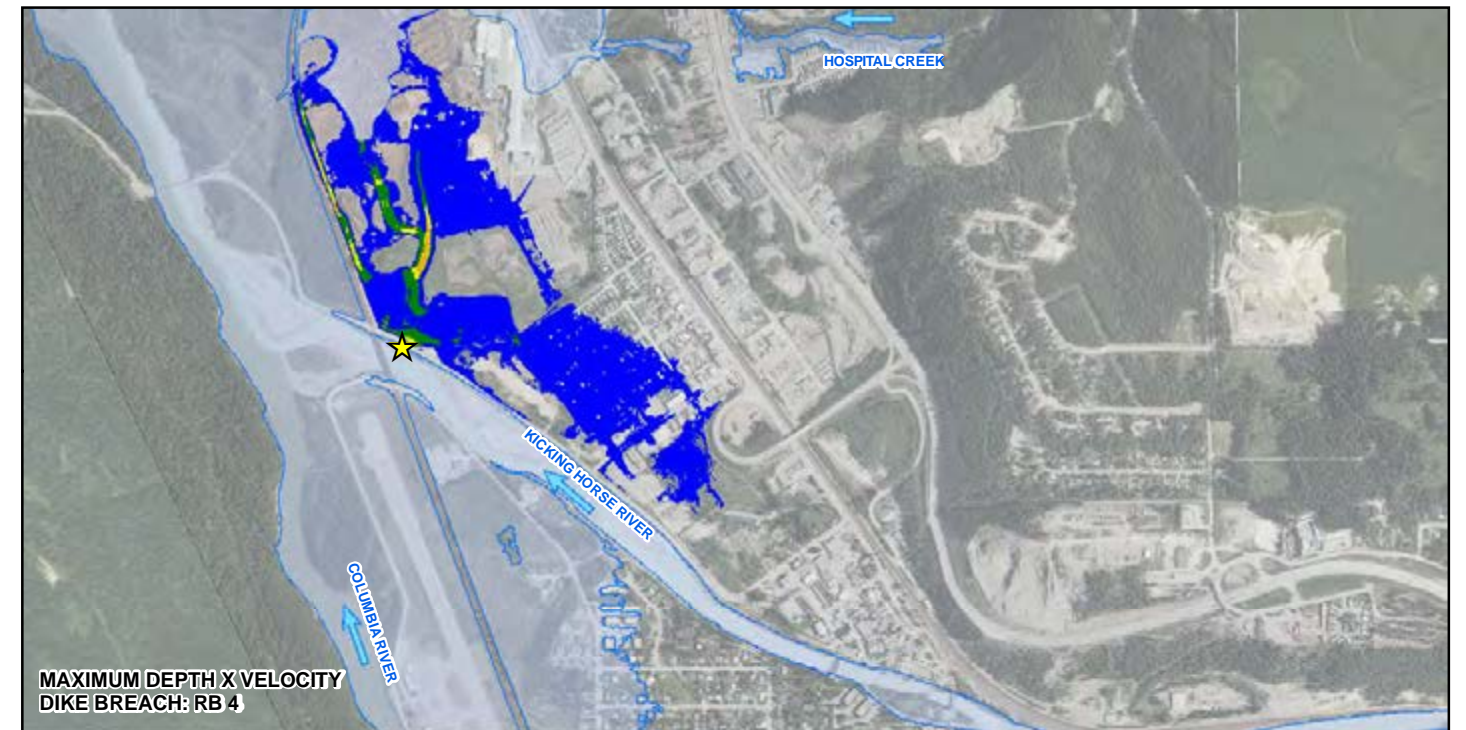 HOSPITAL CREEK
KICKING HORSE RIVER
COLUMBIA RIVER
MAXIMUM DEPTH X VELOCITY
DIKE BREACH: RB 4